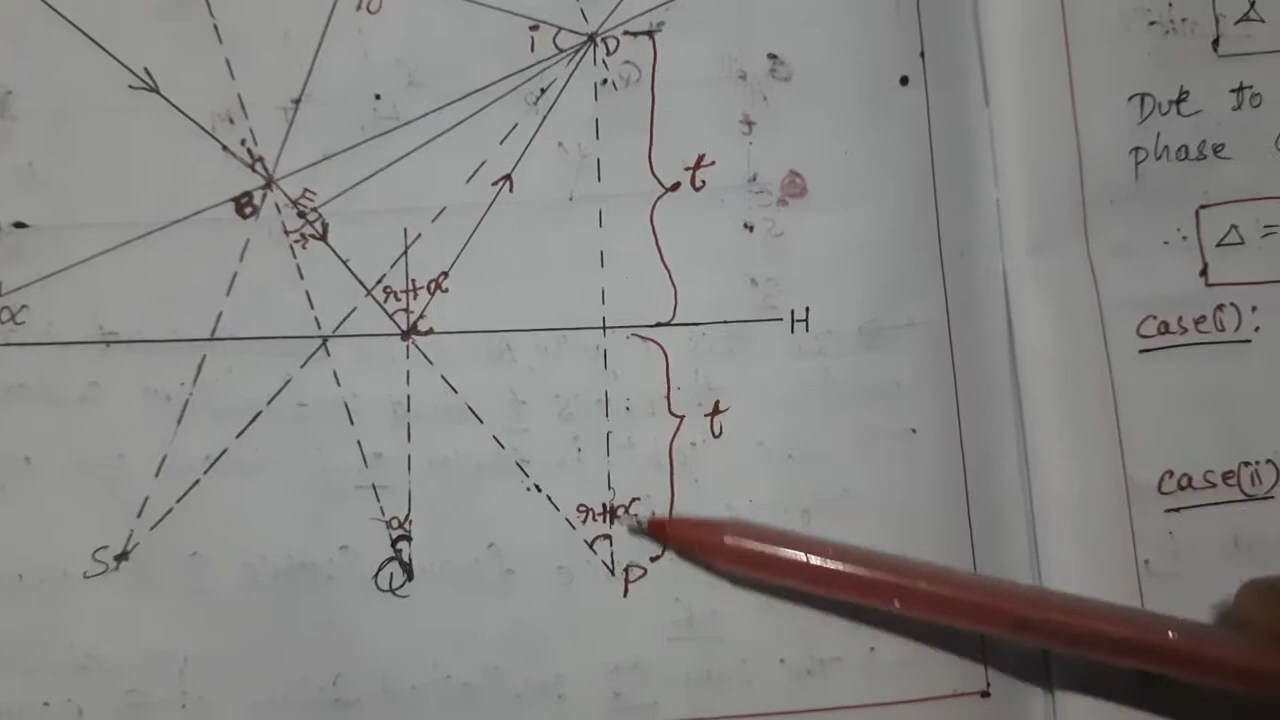 i
D
t
Due to
phase
B
i
E
r
r+α
C
α
H
Δ
Δ =
case(i):
t
case(ii)
r+α
α
S
Q
P